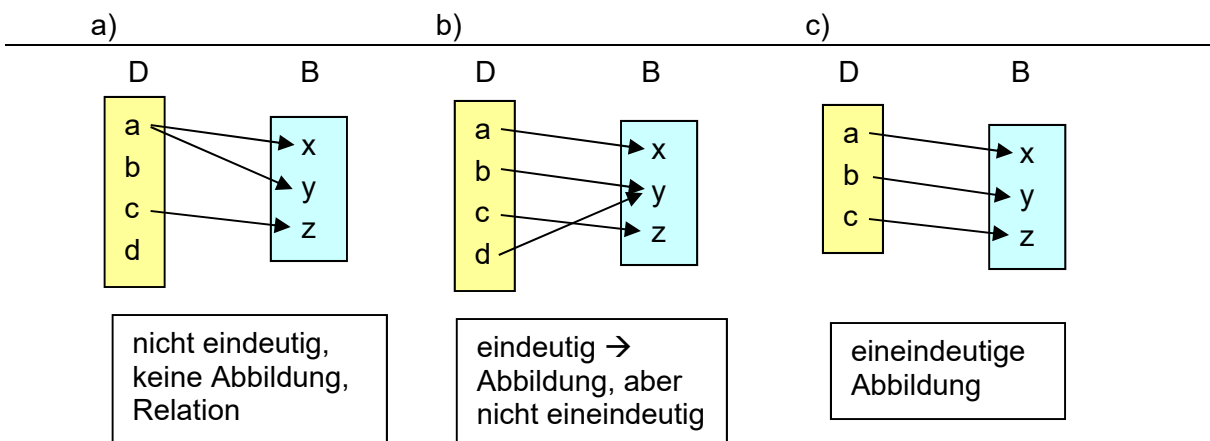 a)
b)
c)
D
B
D
B
D
B
a
b
c
d
x
y
z
a
b
c
d
x
y
z
a
b
c
x
y
z
nicht eindeutig,
keine Abbildung,
Relation
eindeutig →
Abbildung, aber
nicht eineindeutig
eineindeutige
Abbildung